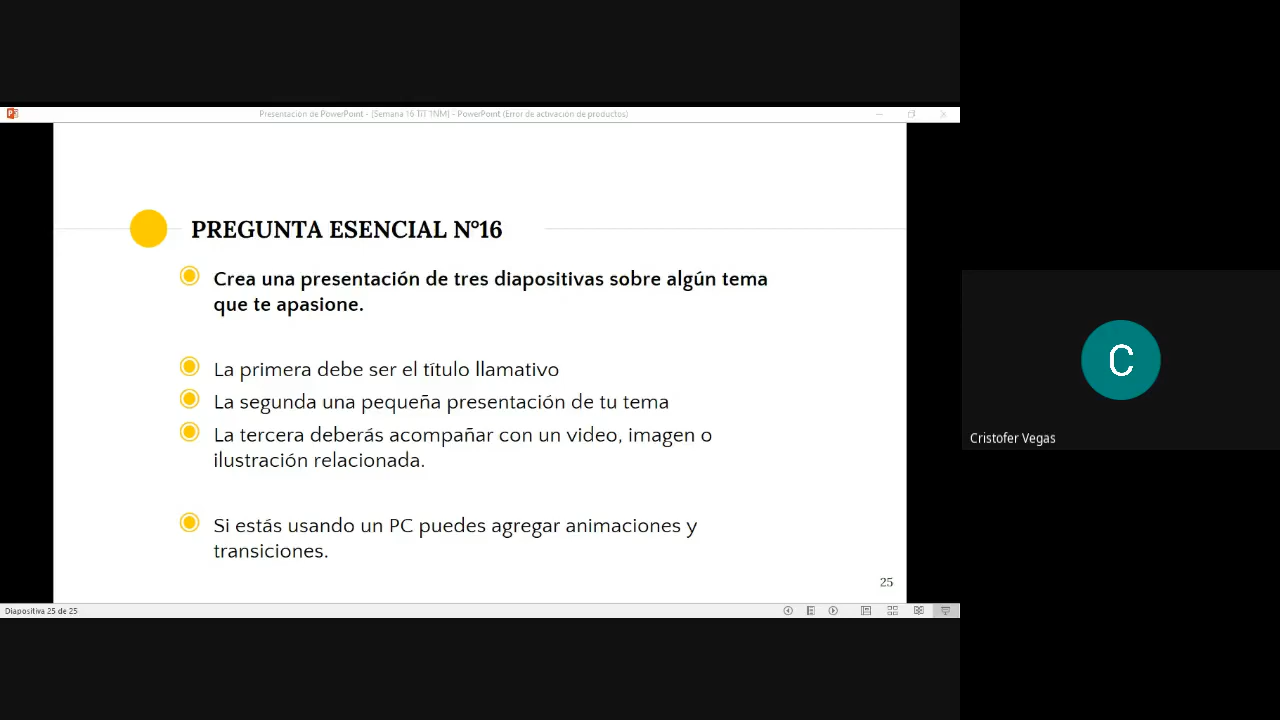 Presentación de PowerPoint - [Semana 16 TiT 1NM] - PowerPoint (Error de activación de productos)
PREGUNTA ESENCIAL N°16
Crea una presentación de tres diapositivas sobre algún tema
que te apasione.
La primera debe ser el título llamativo
La segunda una pequeña presentación de tu tema
La tercera deberás acompañar con un video, imagen o
ilustración relacionada.
Si estás usando un PC puedes agregar animaciones y
transiciones.
25
Diapositiva 25 de 25
C
Cristofer Vegas